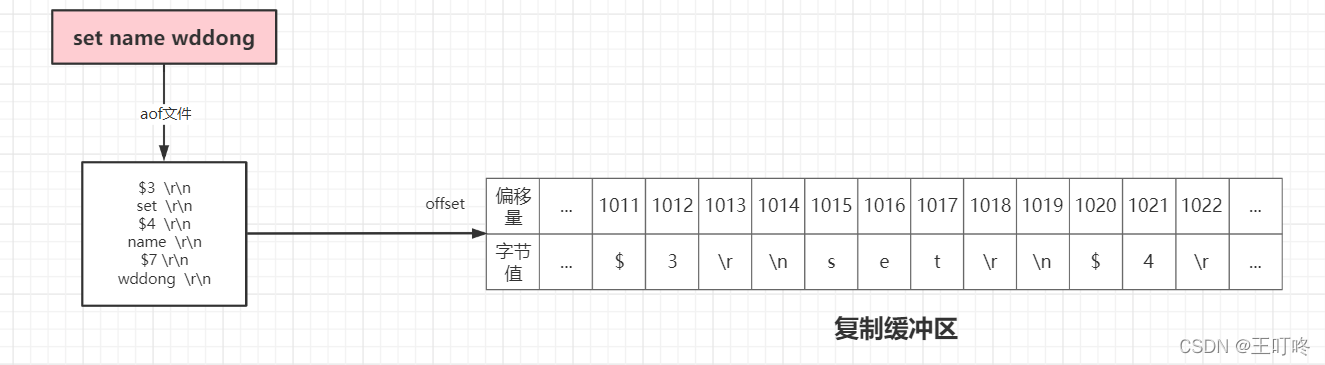 set name wddong
aof文件
$3 \r\n
set \r\n
$4 \r\n
name \r\n
$7 \r\n
wddong \r\n
offset
偏移量 ... 1011 1012 1013 1014 1015 1016 1017 1018 1019 1020 1021 1022 ...
字节值 ... $ 3 \r \n s e t \r \n $ 4 \r ...
复制缓冲区
CSDN @王叮咚